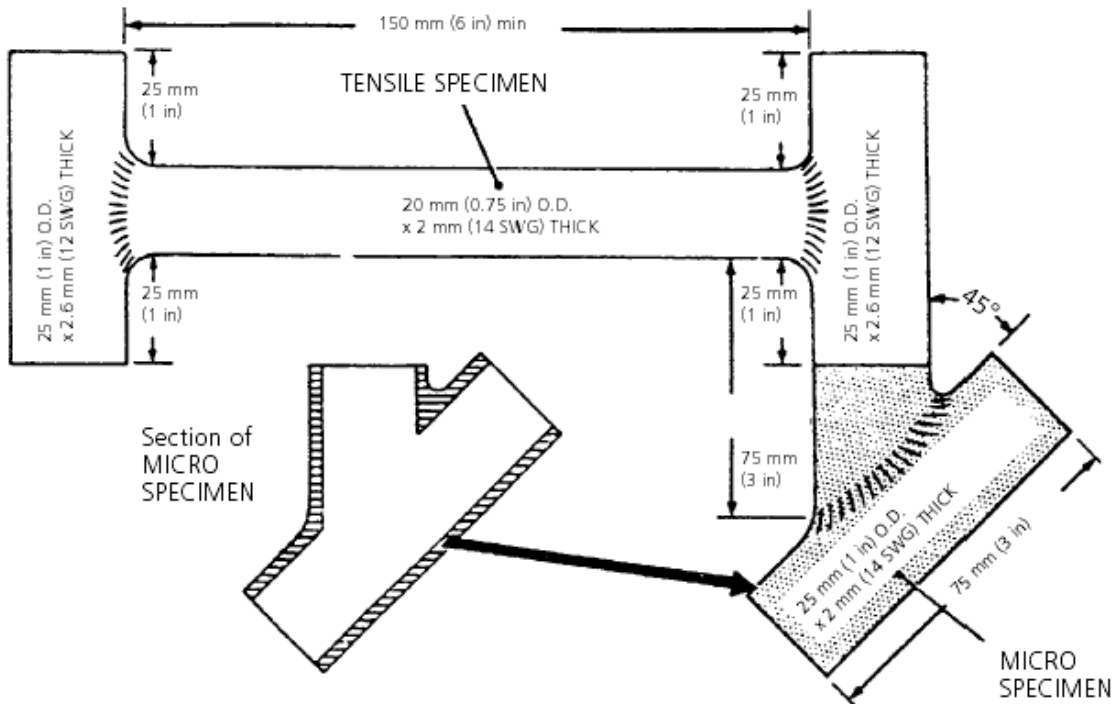 150 mm (6 in) min
25 mm
(1 in)
TENSILE SPECIMEN
25 mm
(1 in)
25 mm (1 in) O.D.
x 2.6 mm (12 SWG) THICK
20 mm (0.75 in) O.D.
x 2 mm (14 SWG) THICK
25 mm (1 in) O.D.
x 2.6 mm (12 SWG) THICK
25 mm
(1 in)
25 mm
(1 in)
45°
Section of
MICRO
SPECIMEN
75 mm
(3 in)
25 mm (1 in) O.D.
x 2 mm (14 SWG) THICK
75 mm (3 in)
MICRO
SPECIMEN